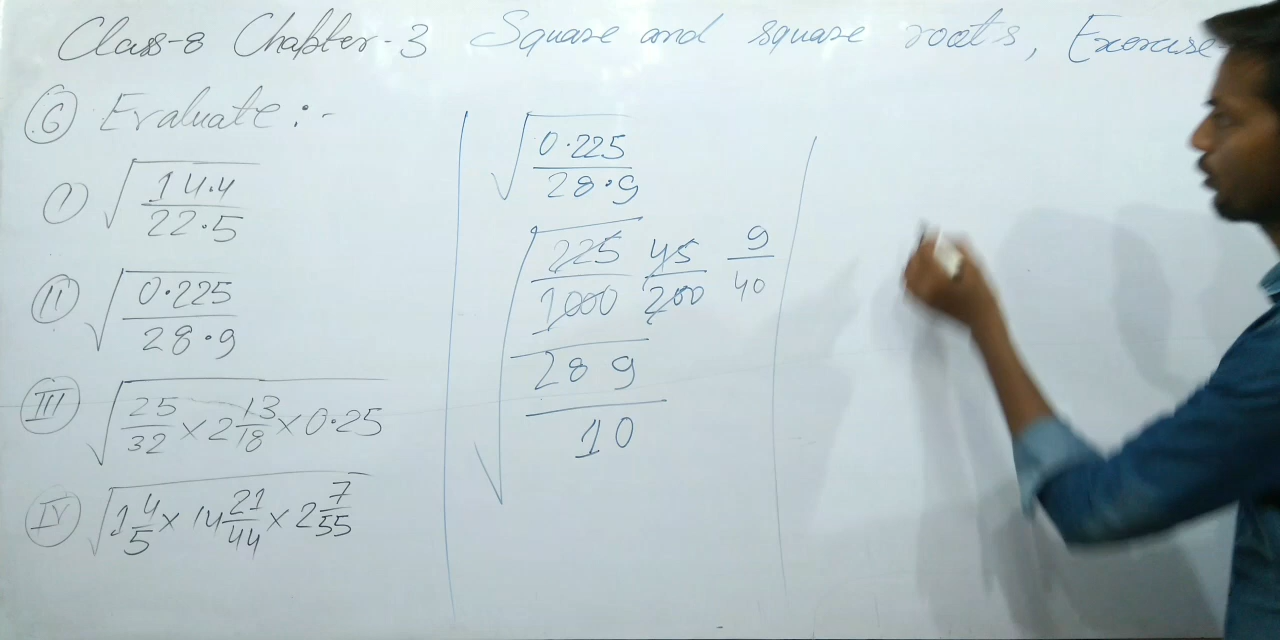 Class-8 Chapter-3 Square and square roots, Exercise
(6) Evaluate :-
(I) √(14.4/22.5)
(II) √(0.225/28.9)
(III) √(25/32 × 2 13/18 × 0.25)
(IV) √(1 4/5 × 14 21/44 × 2 7/55)
√(0.225/28.9)
√((225/1000)/(289/10))
45/200
9/40